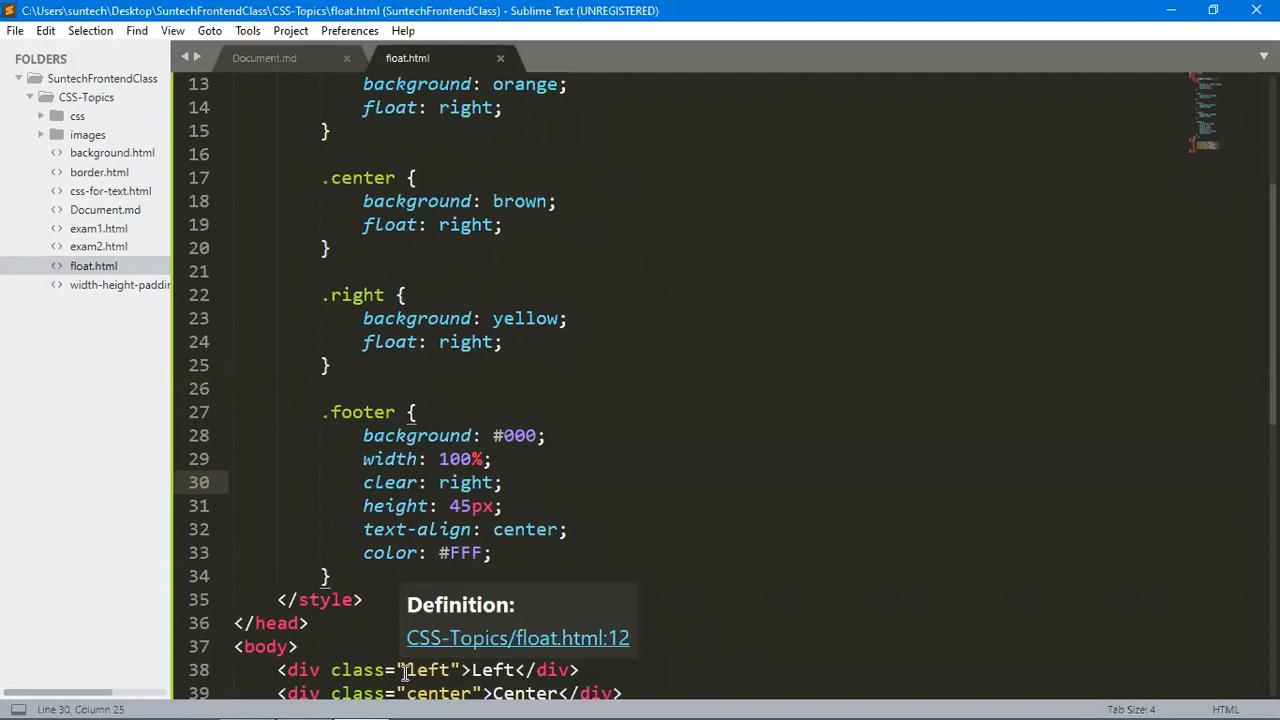 C:\Users\suntech\Desktop\SuntechFrontendClass\CSS-Topics\float.html (SuntechFrontendClass) - Sublime Text (UNREGISTERED)
File Edit Selection Find View Goto Tools Project Preferences Help
FOLDERS
SuntechFrontendClass
CSS-Topics
css
images
background.html
border.html
css-for-text.html
Document.md
exam1.html
exam2.html
float.html
width-height-paddin
Document.md
float.html
13 background: orange;
14 float: right;
15 }
16
17 .center {
18 background: brown;
19 float: right;
20 }
21
22 .right {
23 background: yellow;
24 float: right;
25 }
26
27 .footer {
28 background: #000;
29 width: 100%;
30 clear: right;
31 height: 45px;
32 text-align: center;
33 color: #FFF;
34 }
35 </style>
36 </head>
37 <body>
38 <div class="left">Left</div>
39 <div class="center">Center</div>
Definition:
CSS-Topics/float.html:12
Line 30, Column 25
Tab Size: 4
HTML